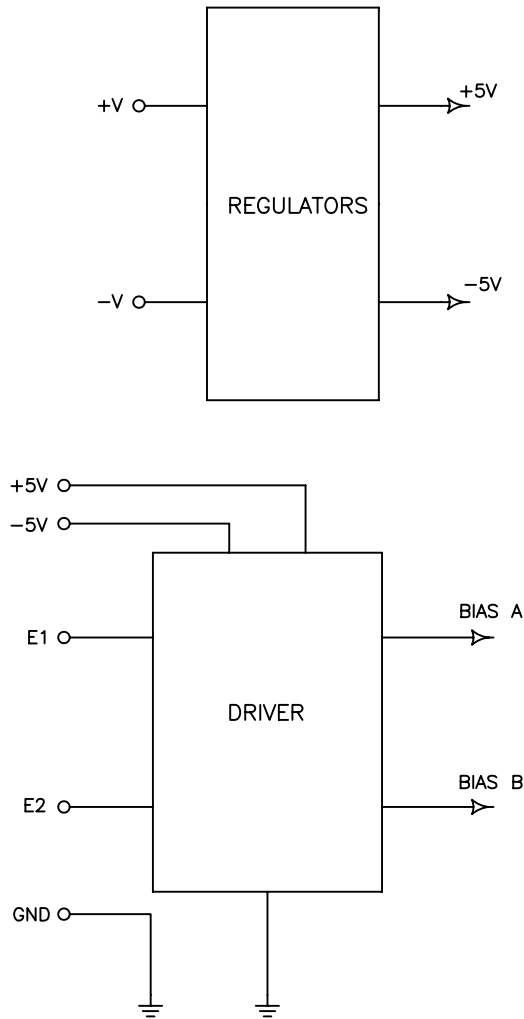 +V
+5V
REGULATORS
-V
-5V
+5V
-5V
E1
BIAS A
DRIVER
E2
BIAS B
GND